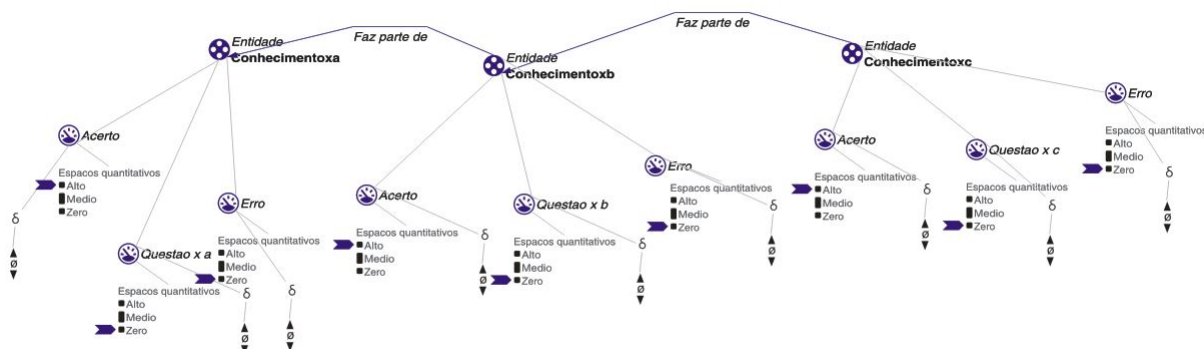 Faz parte de
Faz parte de
Entidade
Conhecimentoxa
Entidade
Conhecimentoxb
Entidade
Conhecimentoxc
Acerto
Espacos quantitativos
Alto
Medio
Zero
δ
ø
Questao x a
Espacos quantitativos
Alto
Medio
Zero
δ
ø
Erro
Espacos quantitativos
Alto
Medio
Zero
δ
ø
Acerto
Espacos quantitativos
Alto
Medio
Zero
δ
ø
Questao x b
Espacos quantitativos
Alto
Medio
Zero
δ
ø
Erro
Espacos quantitativos
Alto
Medio
Zero
δ
ø
Acerto
Espacos quantitativos
Alto
Medio
Zero
δ
ø
Questao x c
Espacos quantitativos
Alto
Medio
Zero
δ
ø
Erro
Espacos quantitativos
Alto
Medio
Zero
δ
ø